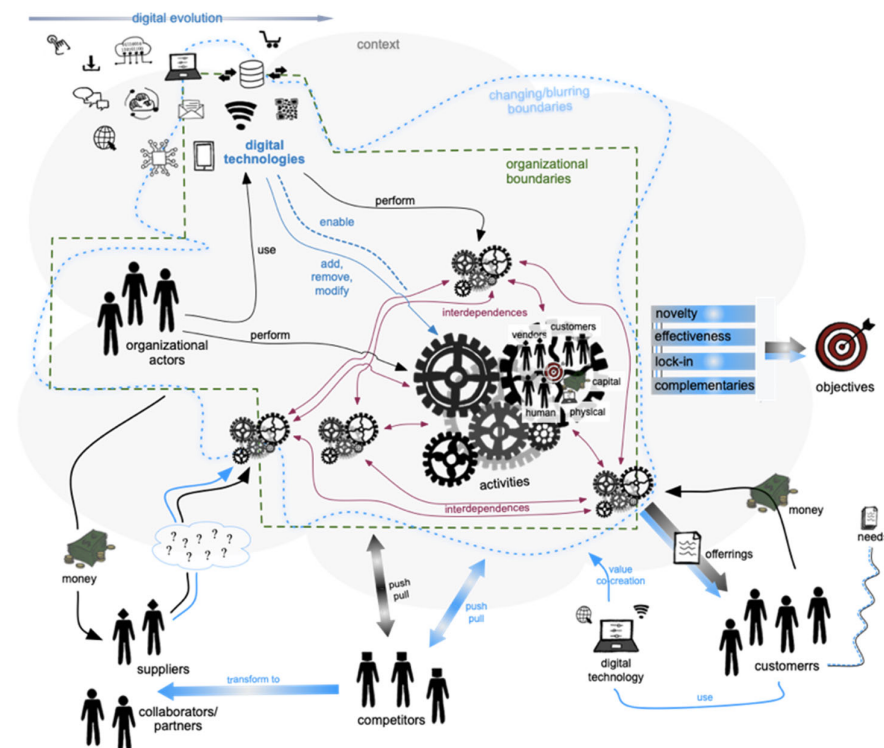 digital evolution
context
changing/blurring
boundaries
digital
technologies
organizational
boundaries
perform
enable
use
add,
remove,
modify
interdependences
organizational
actors
perform
vendors
customers
capital
human
physical
activities
interdependences
novelty
effectiveness
lock-in
complementaries
objectives
? ? ? ?
? ? ? ?
money
suppliers
push
pull
push
pull
value
co-creation
offerrings
money
need
digital
technology
customerrs
use
transform to
collaborators/
partners
competitors